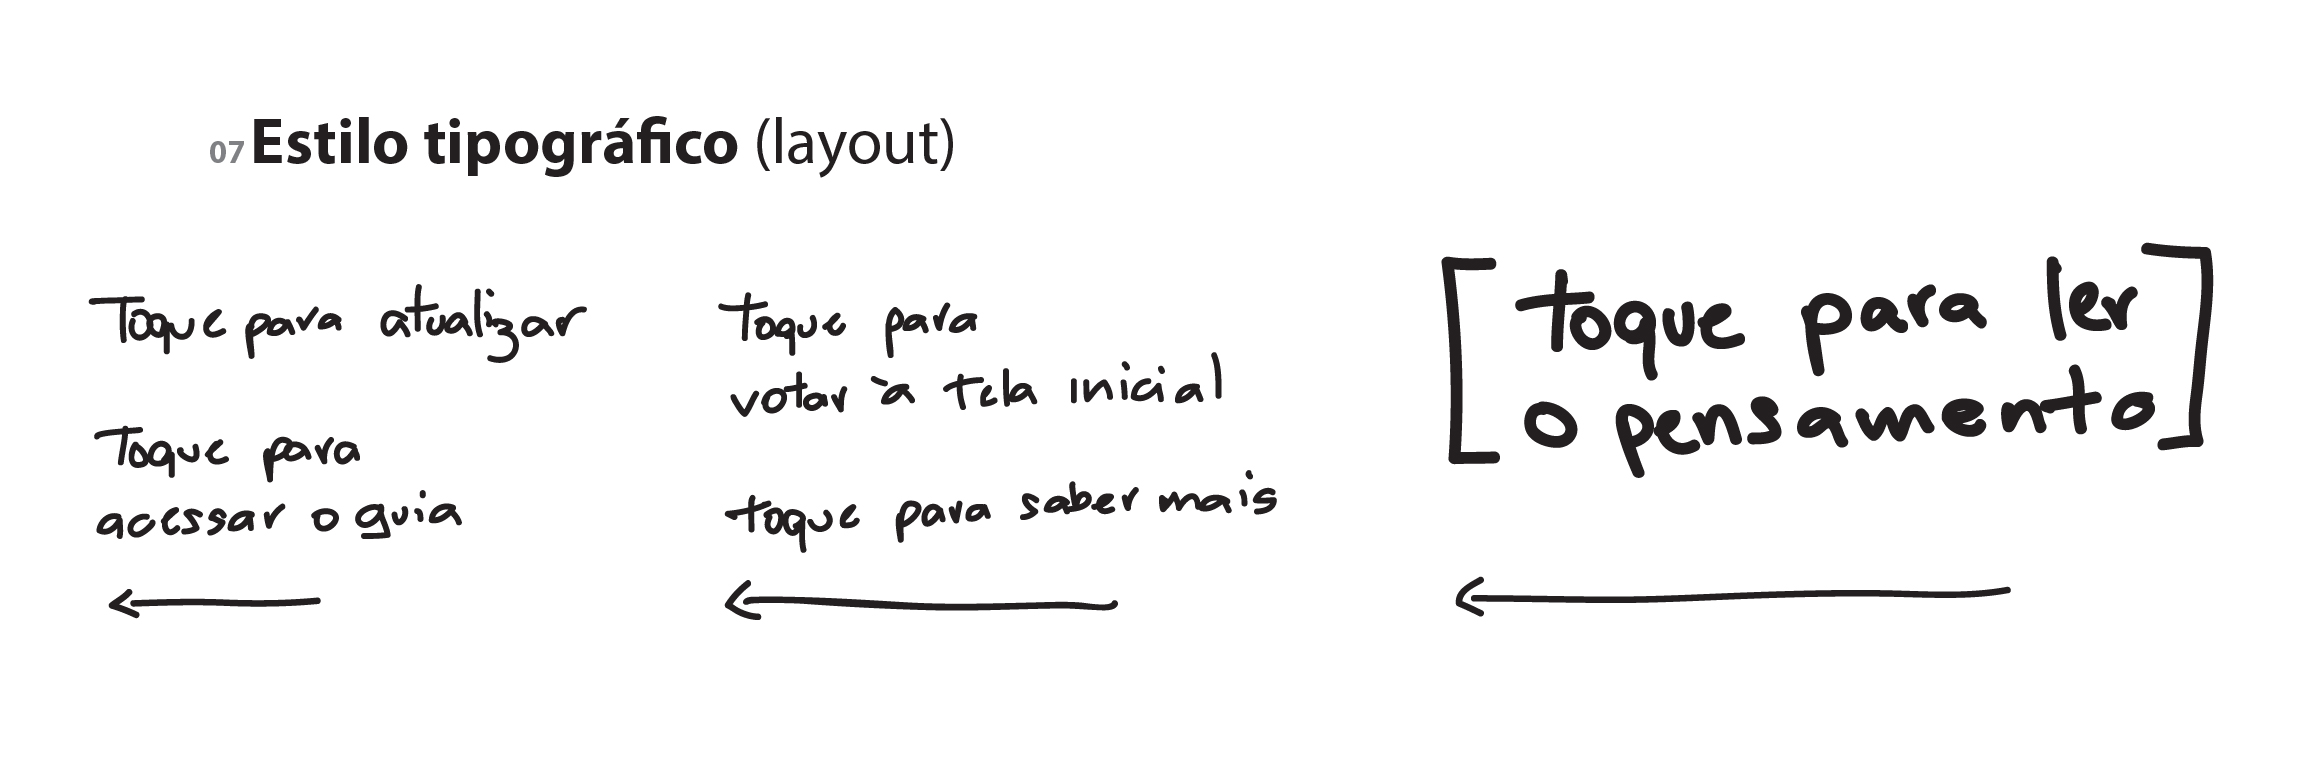 07 Estilo tipográfico (layout)
Toque para atualizar
Toque para
acessar o guia
Toque para
votar à tela inicial
toque para saber mais
[toque para ler
o pensamento]